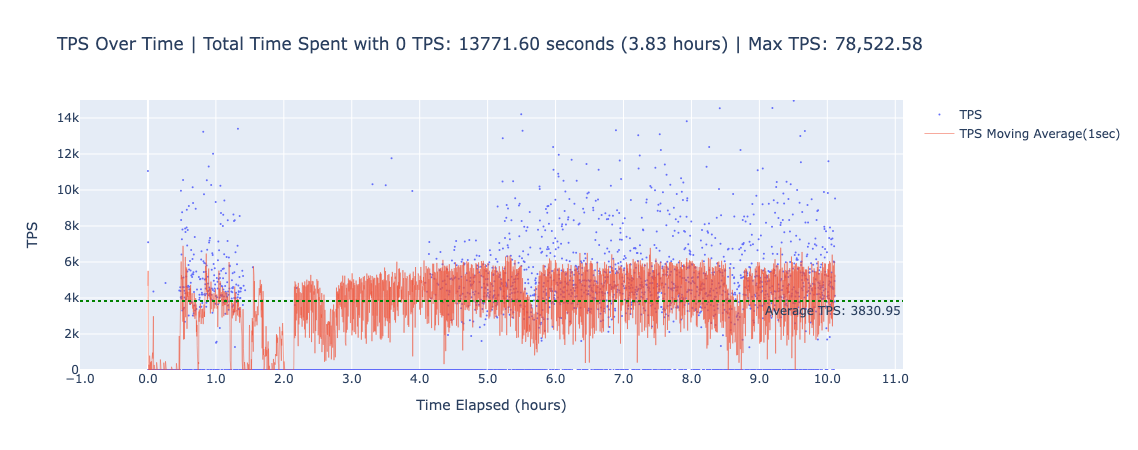 TPS Over Time | Total Time Spent with 0 TPS: 13771.60 seconds (3.83 hours) | Max TPS: 78,522.58
TPS
TPS Moving Average(1sec)
14k
12k
10k
8k
6k
4k
2k
0
TPS
Average TPS: 3830.95
−1.0 0.0 1.0 2.0 3.0 4.0 5.0 6.0 7.0 8.0 9.0 10.0 11.0
Time Elapsed (hours)